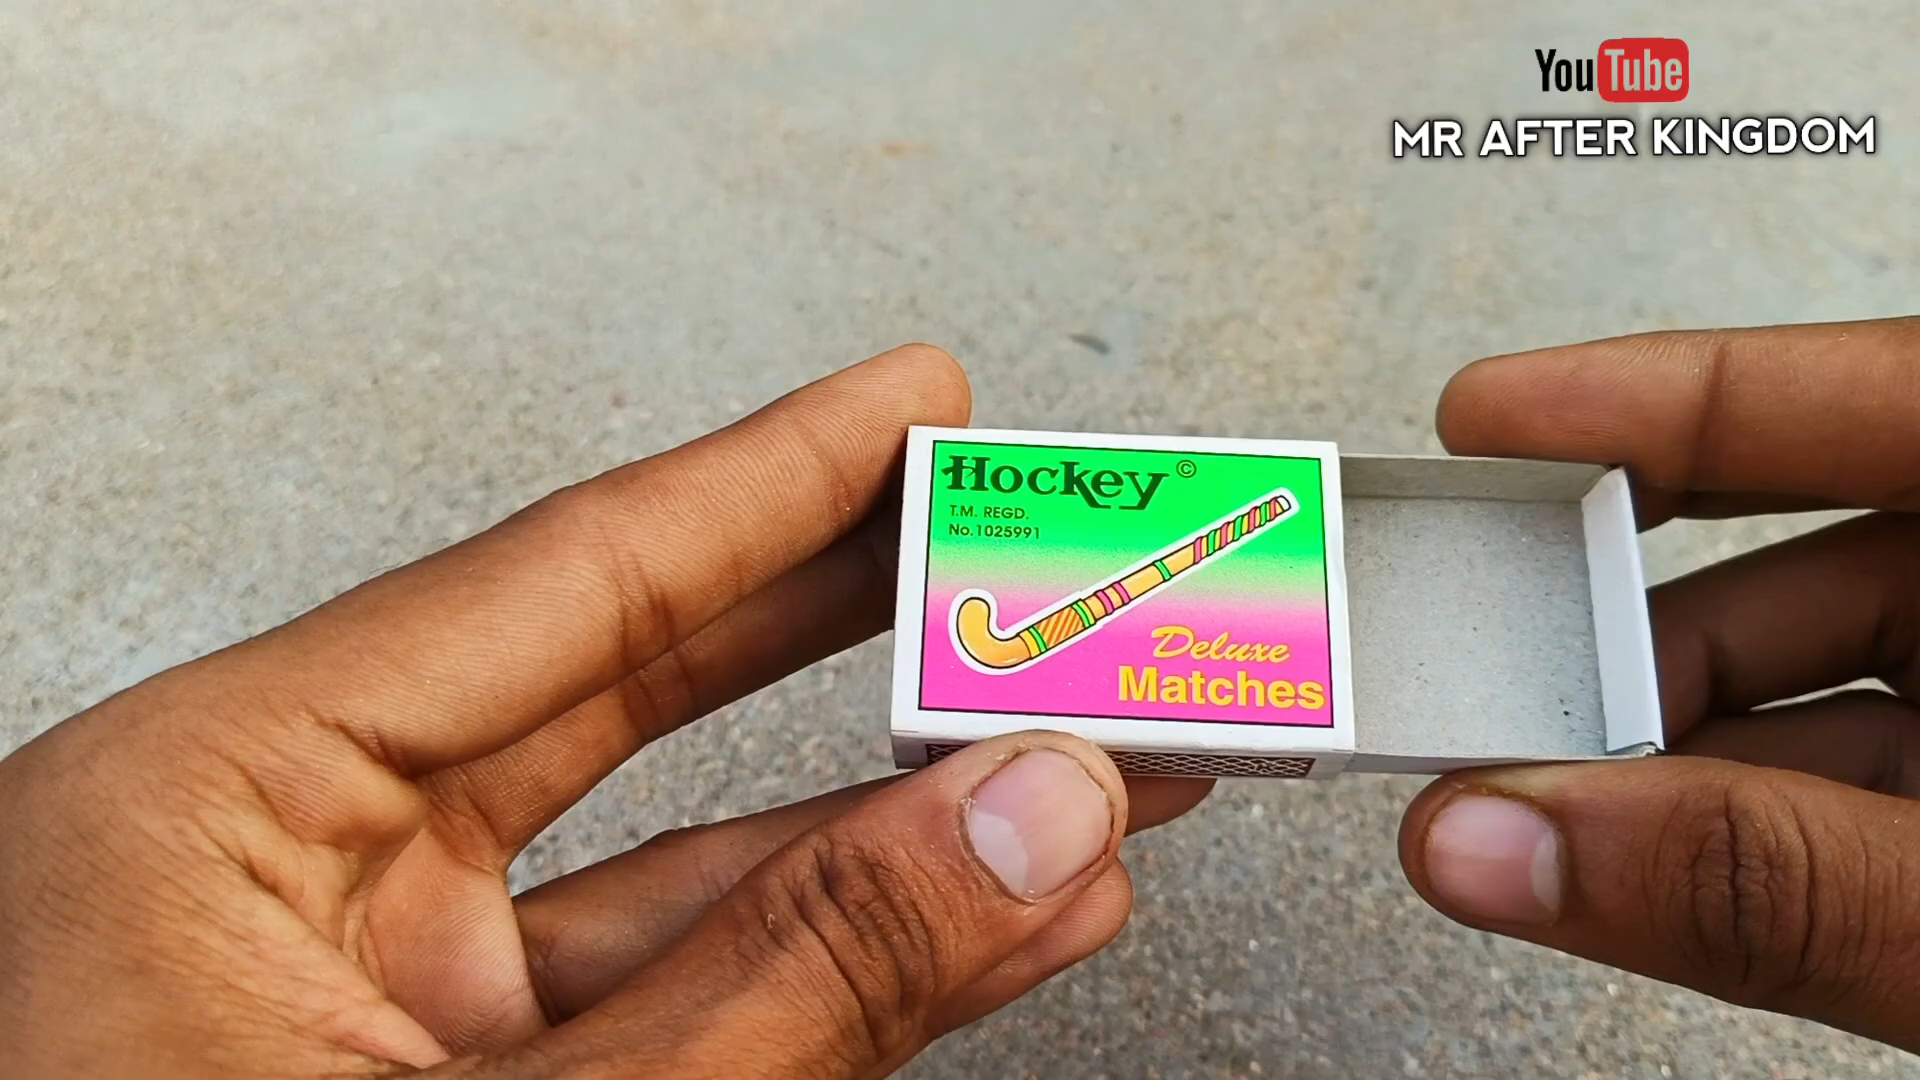 YouTube
MR AFTER KINGDOM
Hockey ©
T.M. REGD.
No.1025991
Deluxe
Matches